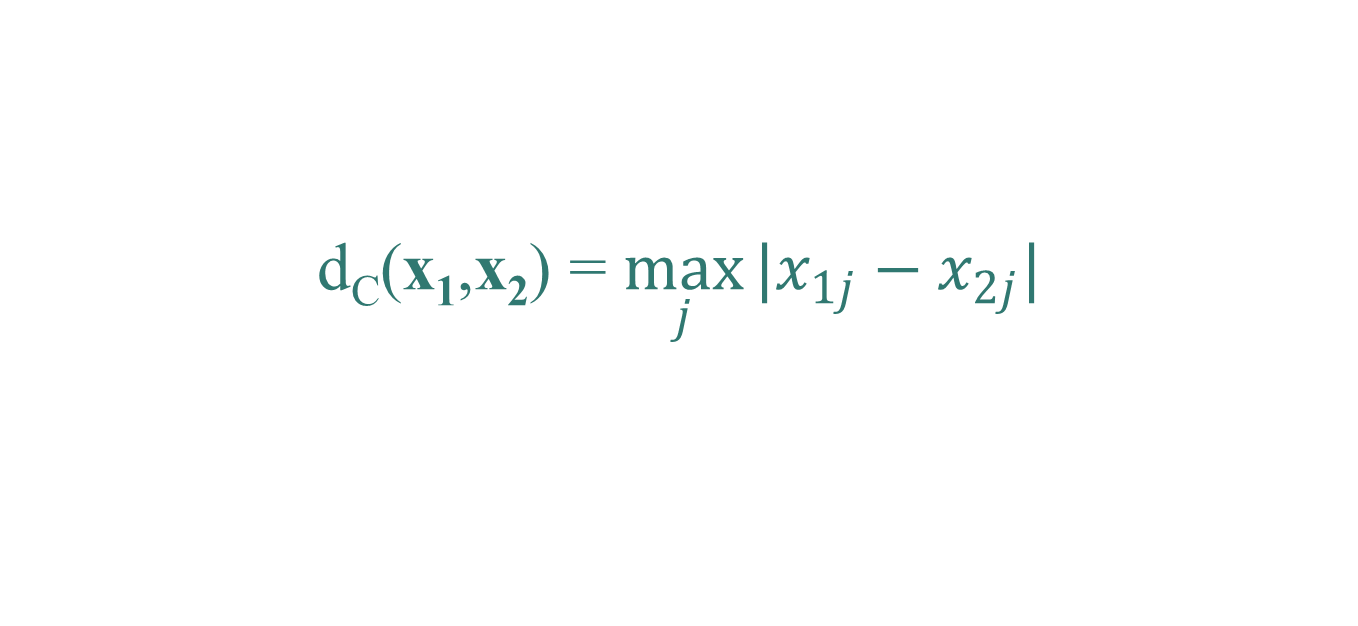 d_C(x₁,x₂) = max_j |x_{1j} − x_{2j}|